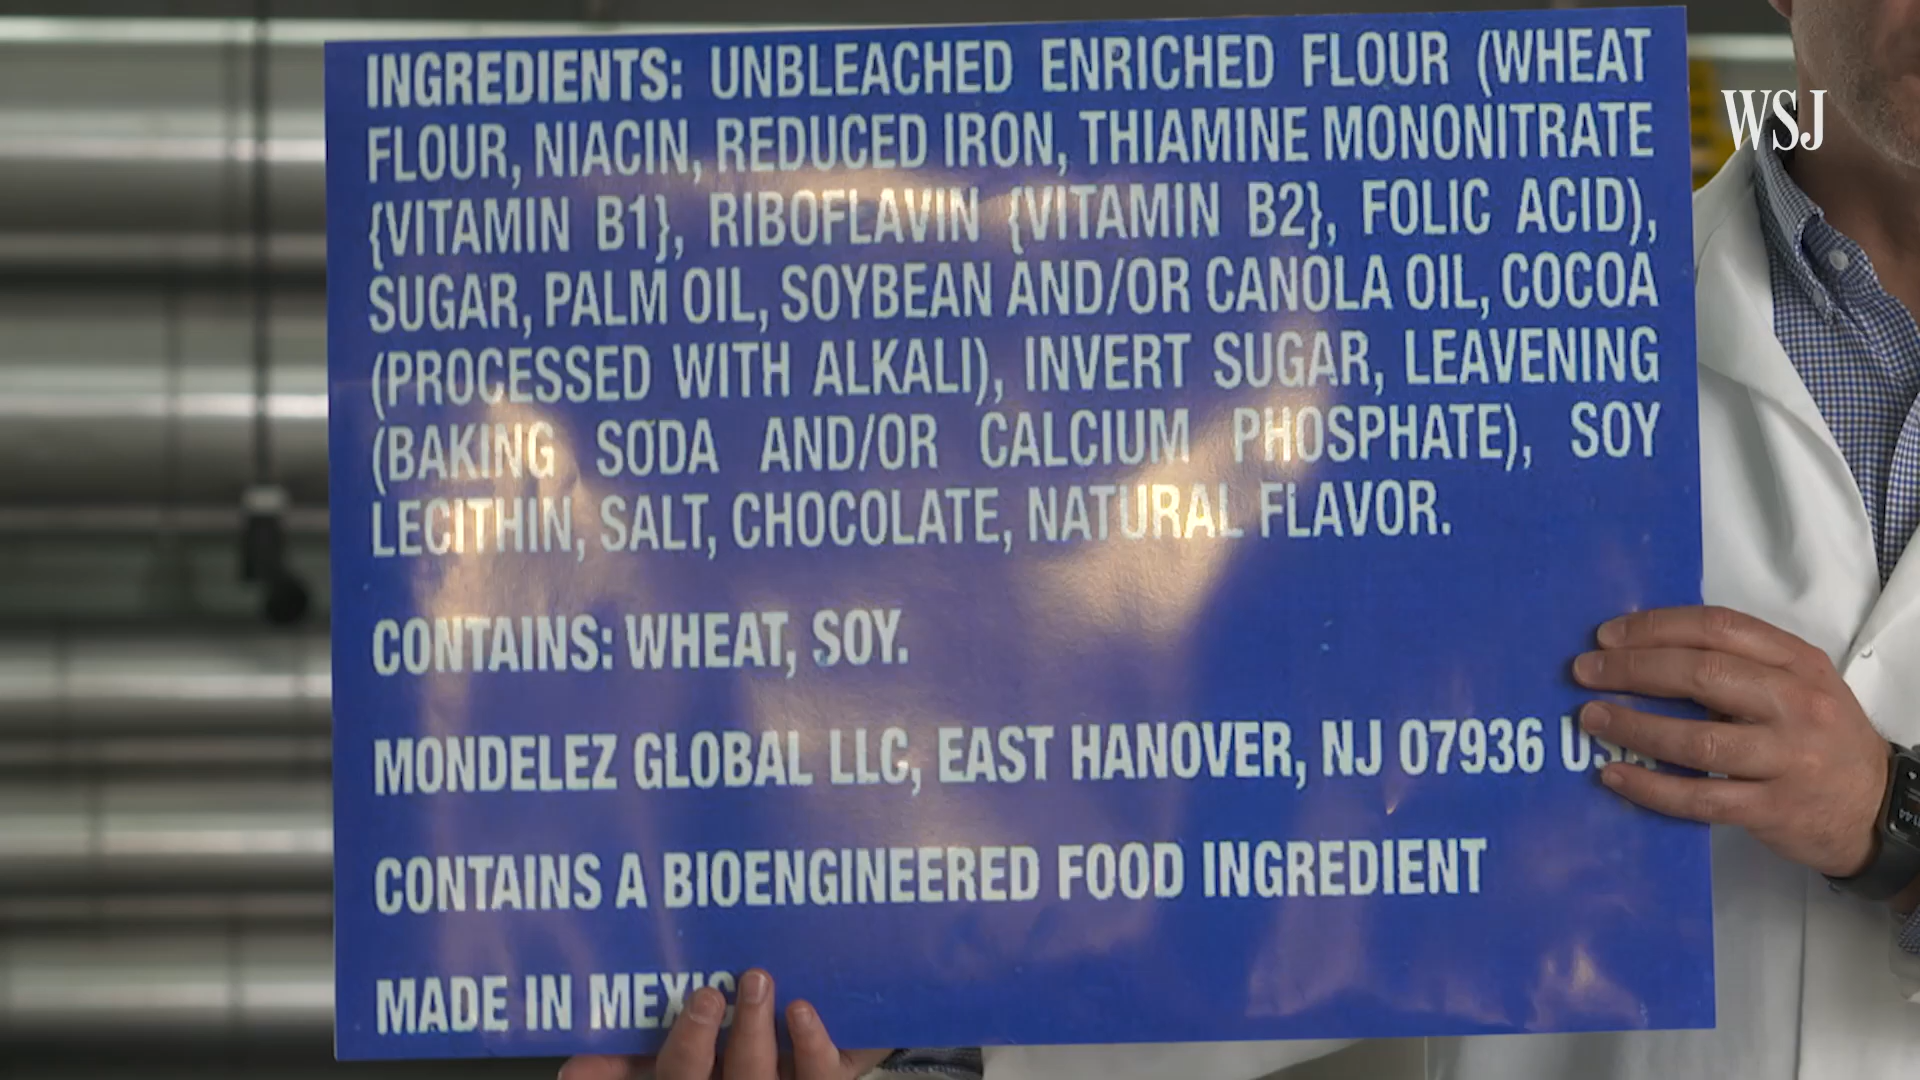 INGREDIENTS: UNBLEACHED ENRICHED FLOUR (WHEAT
FLOUR, NIACIN, REDUCED IRON, THIAMINE MONONITRATE
{VITAMIN B1}, RIBOFLAVIN {VITAMIN B2}, FOLIC ACID),
SUGAR, PALM OIL, SOYBEAN AND/OR CANOLA OIL, COCOA
(PROCESSED WITH ALKALI), INVERT SUGAR, LEAVENING
(BAKING SODA AND/OR CALCIUM PHOSPHATE), SOY
LECITHIN, SALT, CHOCOLATE, NATURAL FLAVOR.
CONTAINS: WHEAT, SOY.
MONDELEZ GLOBAL LLC, EAST HANOVER, NJ 07936 USA
CONTAINS A BIOENGINEERED FOOD INGREDIENT
MADE IN
WSJ